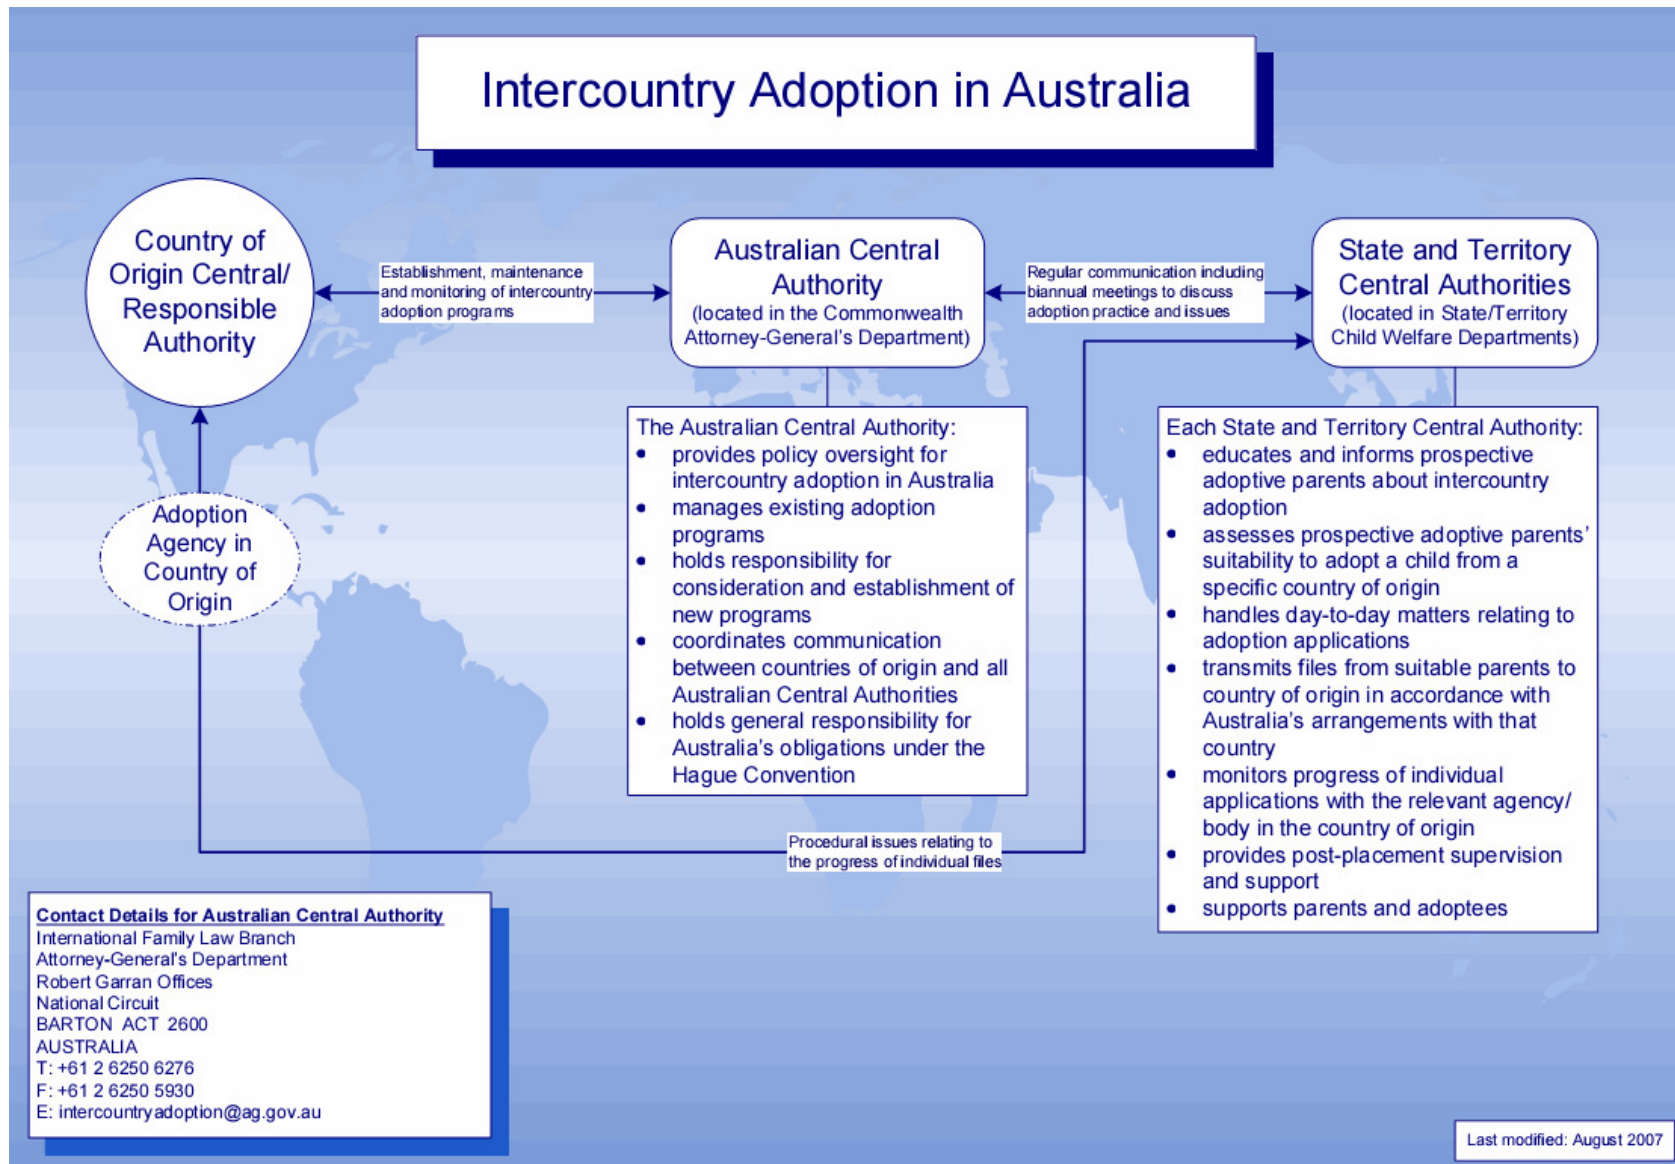 Intercountry Adoption in Australia
Country of
Origin Central/
Responsible
Authority
Establishment, maintenance
and monitoring of intercountry
adoption programs
Australian Central
Authority
(located in the Commonwealth
Attorney-General's Department)
Regular communication including
biannual meetings to discuss
adoption practice and issues
State and Territory
Central Authorities
(located in State/Territory
Child Welfare Departments)
Adoption
Agency in
Country of
Origin
The Australian Central Authority:
• provides policy oversight for
intercountry adoption in Australia
• manages existing adoption
programs
• holds responsibility for
consideration and establishment of
new programs
• coordinates communication
between countries of origin and all
Australian Central Authorities
• holds general responsibility for
Australia's obligations under the
Hague Convention
Each State and Territory Central Authority:
• educates and informs prospective
adoptive parents about intercountry
adoption
• assesses prospective adoptive parents'
suitability to adopt a child from a
specific country of origin
• handles day-to-day matters relating to
adoption applications
• transmits files from suitable parents to
country of origin in accordance with
Australia's arrangements with that
country
• monitors progress of individual
applications with the relevant agency/
body in the country of origin
• provides post-placement supervision
and support
• supports parents and adoptees
Procedural issues relating to
the progress of individual files
Contact Details for Australian Central Authority
International Family Law Branch
Attorney-General's Department
Robert Garran Offices
National Circuit
BARTON ACT 2600
AUSTRALIA
T: +61 2 6250 6276
F: +61 2 6250 5930
E: intercountryadoption@ag.gov.au
Last modified: August 2007